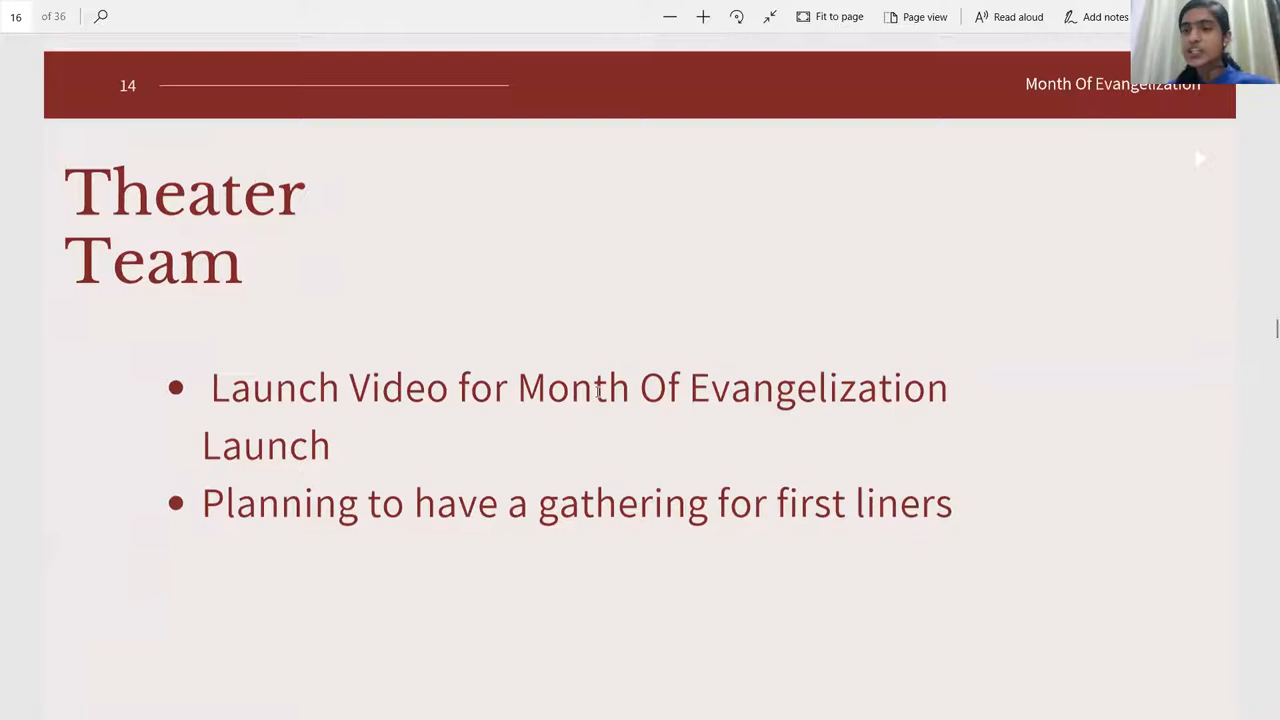 16 of 36 Fit to page Page view Read aloud Add notes
14 Month Of Evangelization
Theater
Team
Launch Video for Month Of Evangelization
Launch
Planning to have a gathering for first liners